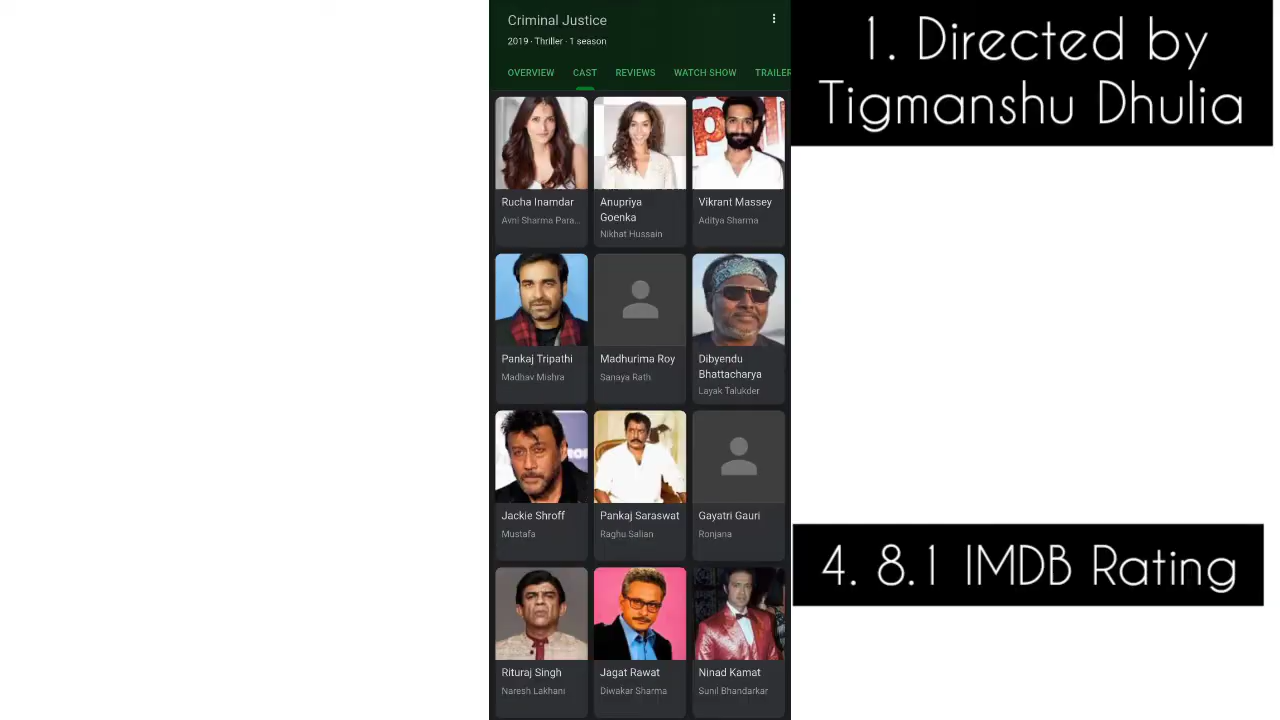 Criminal Justice
2019 · Thriller · 1 season
OVERVIEW CAST REVIEWS WATCH SHOW TRAILER
Rucha Inamdar
Avni Sharma Para...
Anupriya
Goenka
Nikhat Hussain
Vikrant Massey
Aditya Sharma
Pankaj Tripathi
Madhav Mishra
Madhurima Roy
Sanaya Rath
Dibyendu
Bhattacharya
Layak Talukder
Jackie Shroff
Mustafa
Pankaj Saraswat
Raghu Salian
Gayatri Gauri
Ronjana
Rituraj Singh
Naresh Lakhani
Jagat Rawat
Diwakar Sharma
Ninad Kamat
Sunil Bhandarkar
1. Directed by
Tigmanshu Dhulia
4. 8.1 IMDB Rating